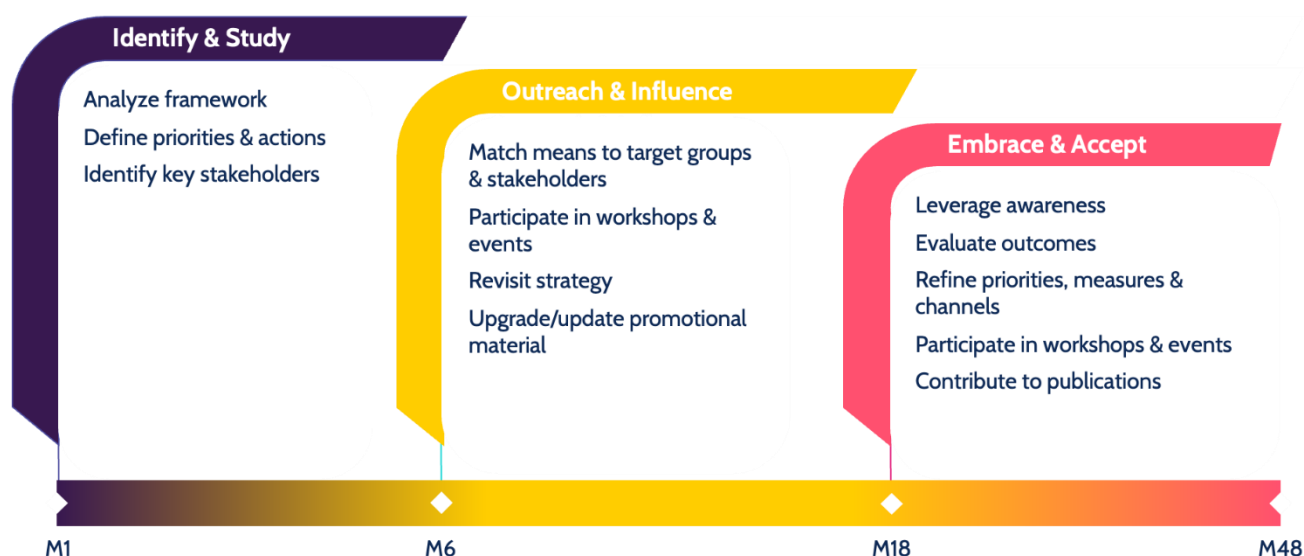 Identify & Study
Analyze framework
Define priorities & actions
Identify key stakeholders
Outreach & Influence
Match means to target groups
& stakeholders
Participate in workshops &
events
Revisit strategy
Upgrade/update promotional
material
Embrace & Accept
Leverage awareness
Evaluate outcomes
Refine priorities, measures &
channels
Participate in workshops & events
Contribute to publications
M1
M6
M18
M48